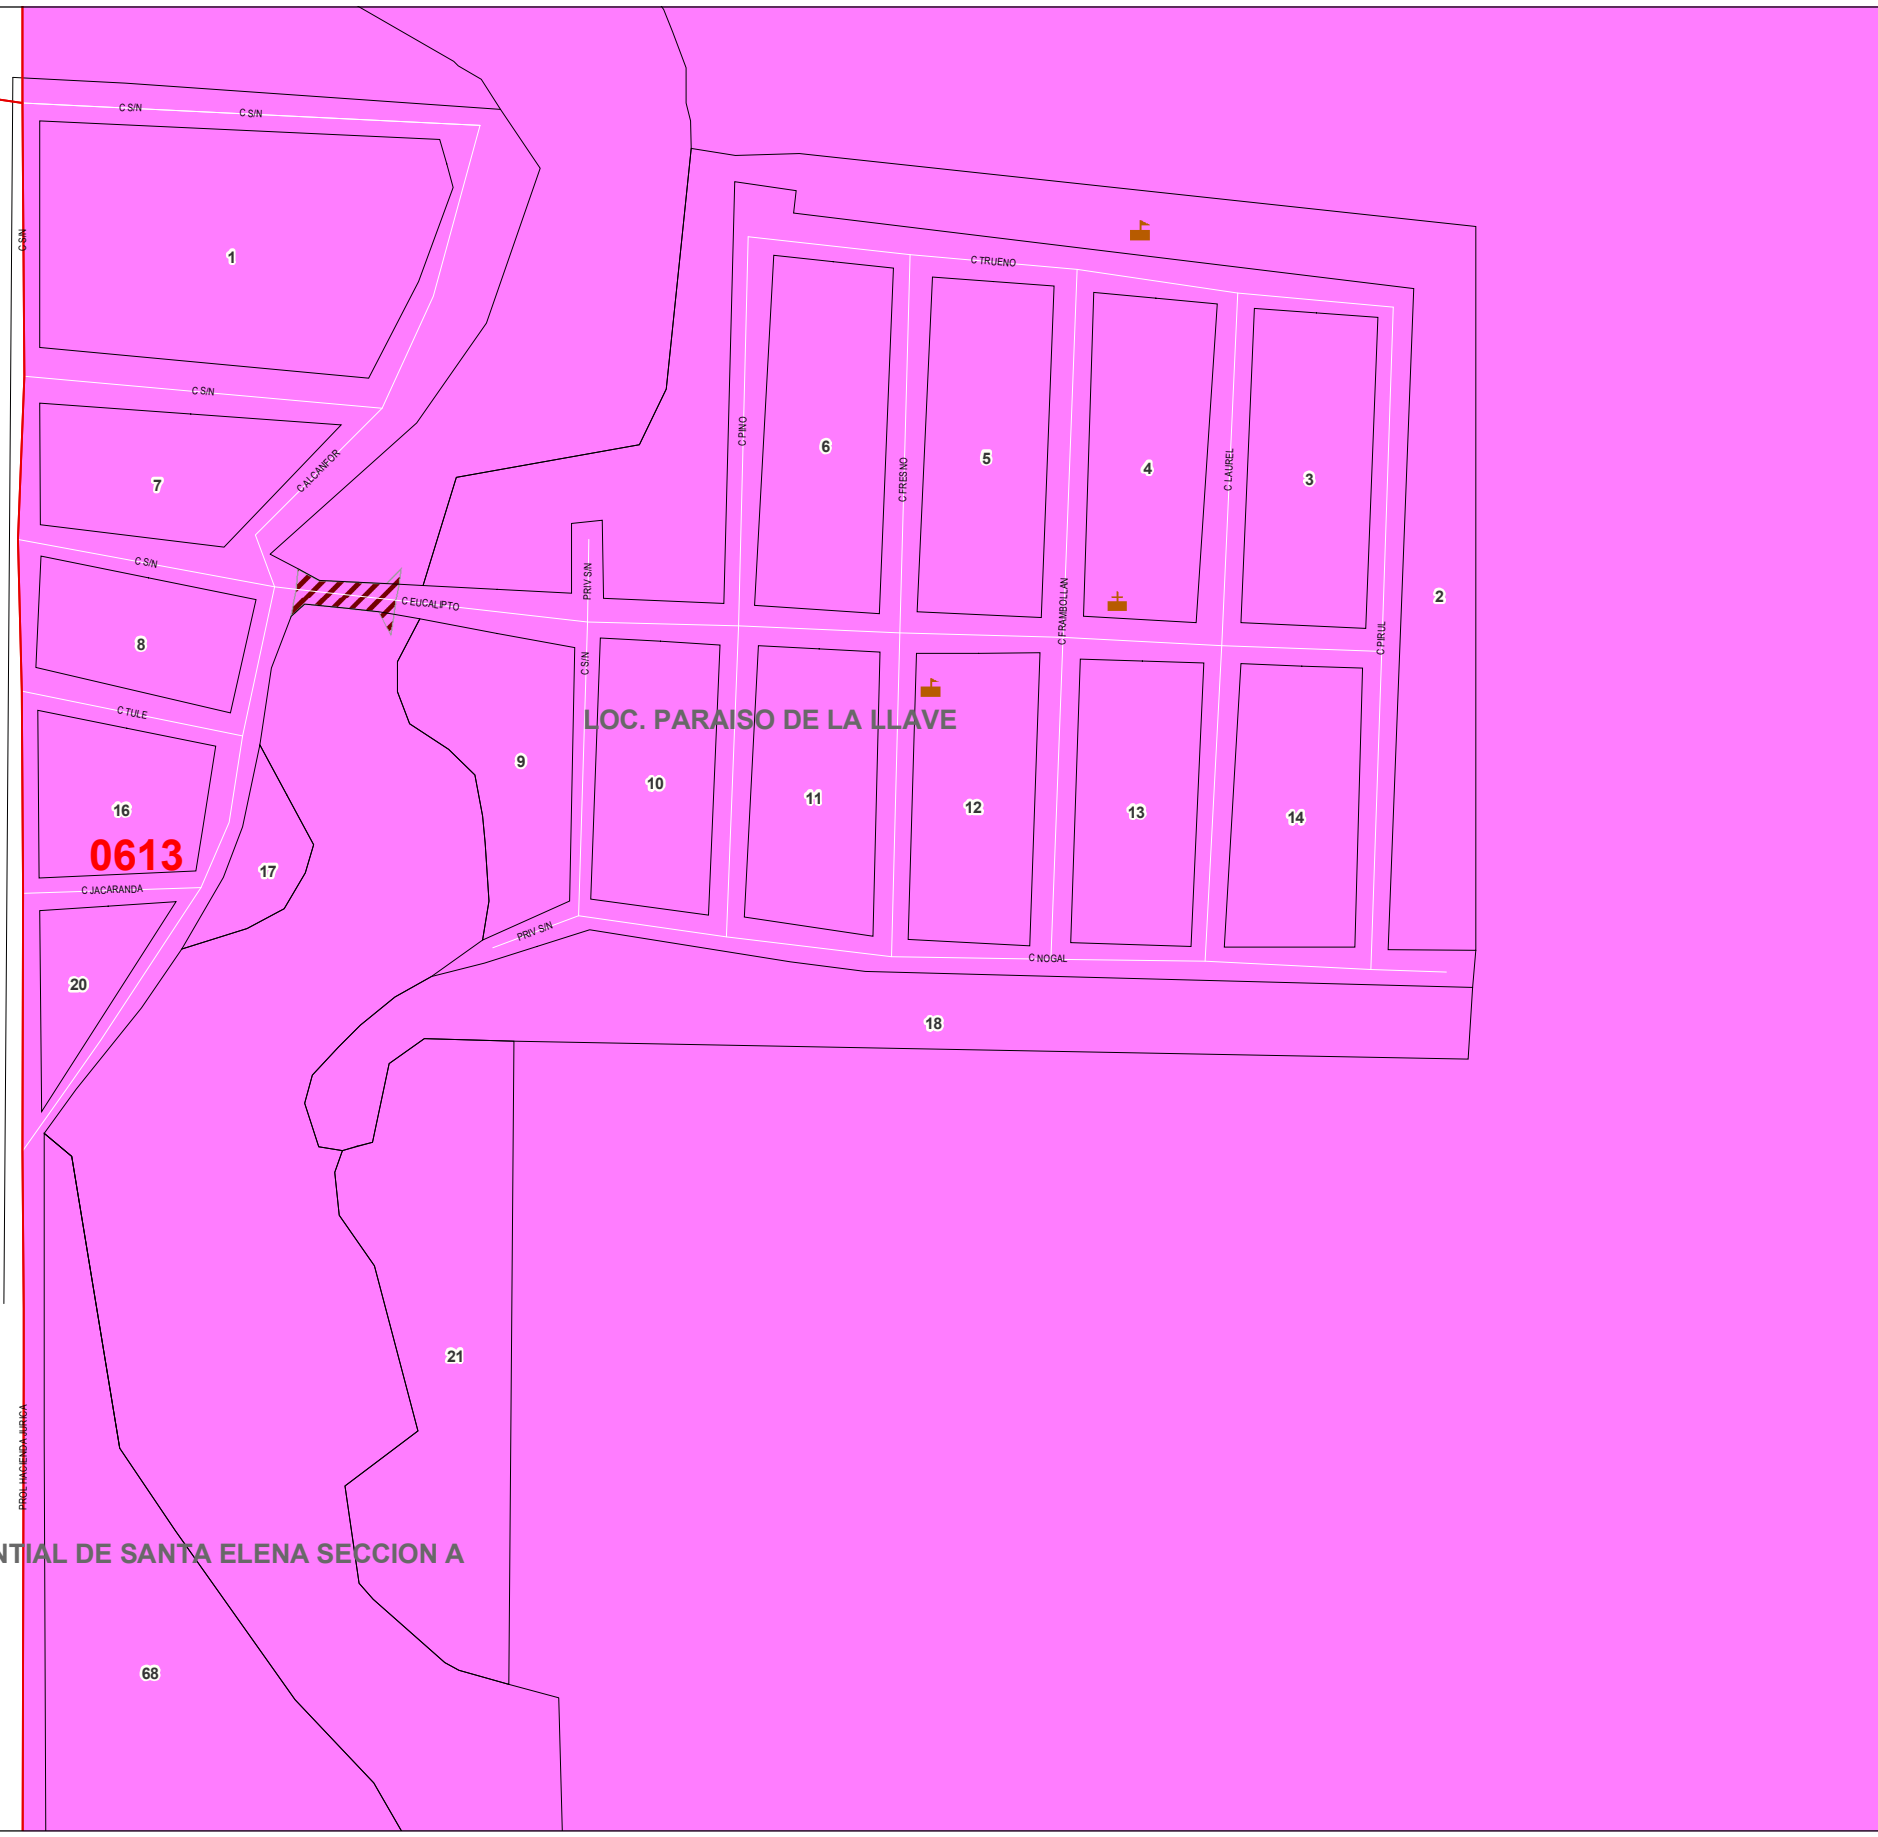 C S/N
C S/N
C S/N
1
C TRUENO
C S/N
C PINO
6
5
4
3
C FRESNO
C LAUREL
C ALCANFOR
7
C S/N
PRIV S/N
C EUCALIPTO
C FRAMBOLLAN
2
C PIRUL
8
C S/N
C TULE
LOC. PARAISO DE LA LLAVE
9
10
11
12
13
14
16
0613
17
C JACARANDA
PRIV S/N
C NOGAL
20
18
21
PROL HACIENDA JURICA
NTIAL DE SANTA ELENA SECCION A
68